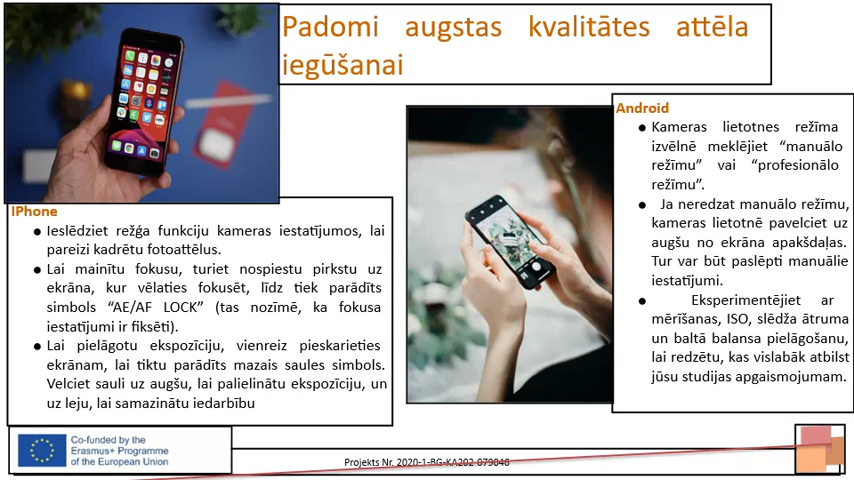 Padomi augstas kvalitātes attēla
iegūšanai
IPhone
● Ieslēdziet režģa funkciju kameras iestatījumos, lai
pareizi kadrētu fotoattēlus.
● Lai mainītu fokusu, turiet nospiestu pirkstu uz
ekrāna, kur vēlaties fokusēt, līdz tiek parādīts
simbols “AE/AF LOCK” (tas nozīmē, ka fokusa
iestatījumi ir fiksēti).
● Lai pielāgotu ekspozīciju, vienreiz pieskarieties
ekrānam, lai tiktu parādīts mazais saules simbols.
Velciet sauli uz augšu, lai palielinātu ekspozīciju, un
uz leju, lai samazinātu iedarbību
Android
● Kameras lietotnes režīma
izvēlnē meklējiet “manuālo
režīmu” vai “profesionālo
režīmu”.
● Ja neredzat manuālo režīmu,
kameras lietotnē pavelciet uz
augšu no ekrāna apakšdaļas.
Tur var būt paslēpti manuālie
iestatījumi.
● Eksperimentējiet ar
mērīšanas, ISO, slēdža ātruma
un baltā balansa pielāgošanu,
lai redzētu, kas vislabāk atbilst
jūsu studijas apgaismojumam.
Co-funded by the
Erasmus+ Programme
of the European Union
Projekts Nr. 2020-1-BG-KA202-079046